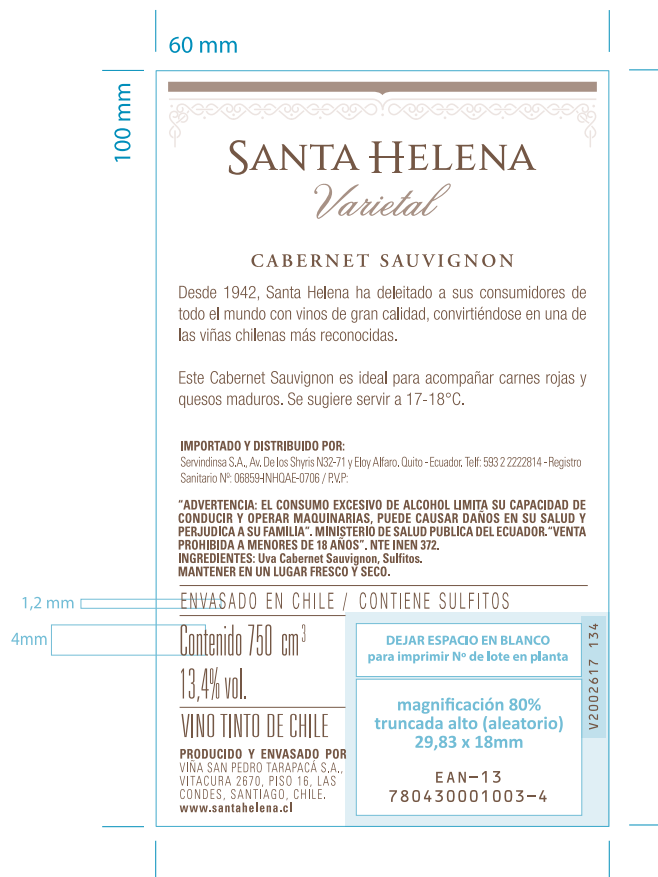 60 mm
100 mm
SANTA HELENA
Varietal
CABERNET SAUVIGNON
Desde 1942, Santa Helena ha deleitado a sus consumidores de
todo el mundo con vinos de gran calidad, convirtiéndose en una de
las viñas chilenas más reconocidas.
Este Cabernet Sauvignon es ideal para acompañar carnes rojas y
quesos maduros. Se sugiere servir a 17-18°C.
IMPORTADO Y DISTRIBUIDO POR:
Servindinsa S.A., Av. De los Shyris N32-71 y Eloy Alfaro. Quito - Ecuador. Telf: 593 2 2222814 - Registro
Sanitario Nº: 06859-INHQAE-0706 / P.V.P:
"ADVERTENCIA: EL CONSUMO EXCESIVO DE ALCOHOL LIMITA SU CAPACIDAD DE
CONDUCIR Y OPERAR MAQUINARIAS, PUEDE CAUSAR DAÑOS EN SU SALUD Y
PERJUDICA A SU FAMILIA". MINISTERIO DE SALUD PUBLICA DEL ECUADOR. "VENTA
PROHIBIDA A MENORES DE 18 AÑOS". NTE INEN 372.
INGREDIENTES: Uva Cabernet Sauvignon, Sulfitos.
MANTENER EN UN LUGAR FRESCO Y SECO.
1,2 mm
ENVASADO EN CHILE / CONTIENE SULFITOS
4mm
Contenido 750 cm³
13,4% vol.
VINO TINTO DE CHILE
PRODUCIDO Y ENVASADO POR
VIÑA SAN PEDRO TARAPACÁ S.A.,
VITACURA 2670, PISO 16, LAS
CONDES, SANTIAGO, CHILE.
www.santahelena.cl
DEJAR ESPACIO EN BLANCO
para imprimir Nº de lote en planta
V2002617 134
magnificación 80%
truncada alto (aleatorio)
29,83 x 18mm
EAN-13
780430001003-4